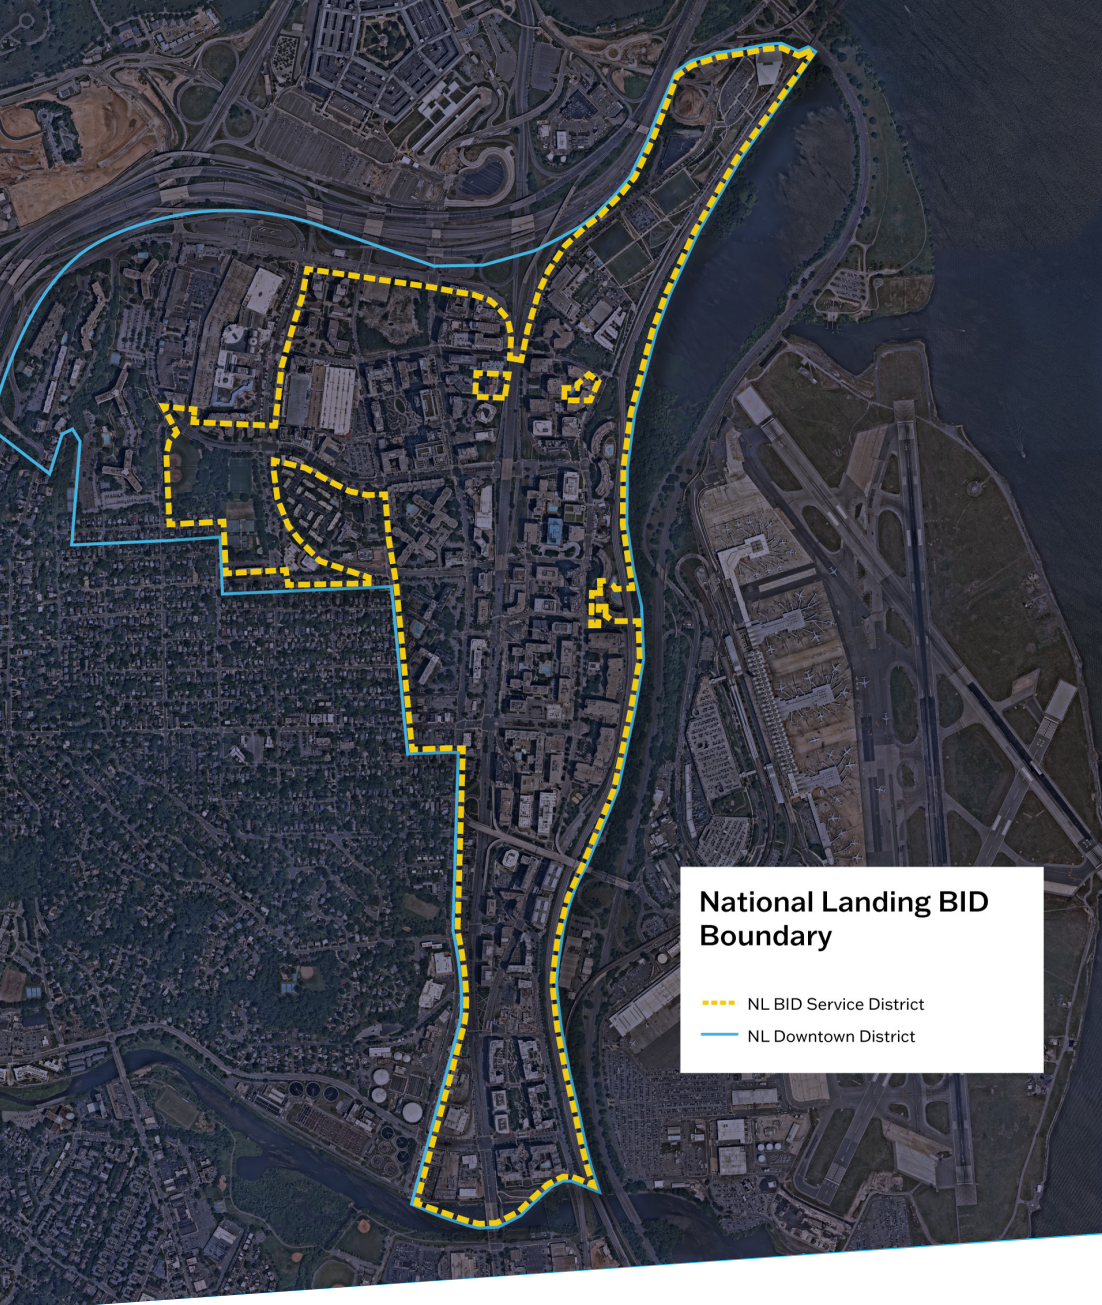 National Landing BID
Boundary
NL BID Service District
NL Downtown District